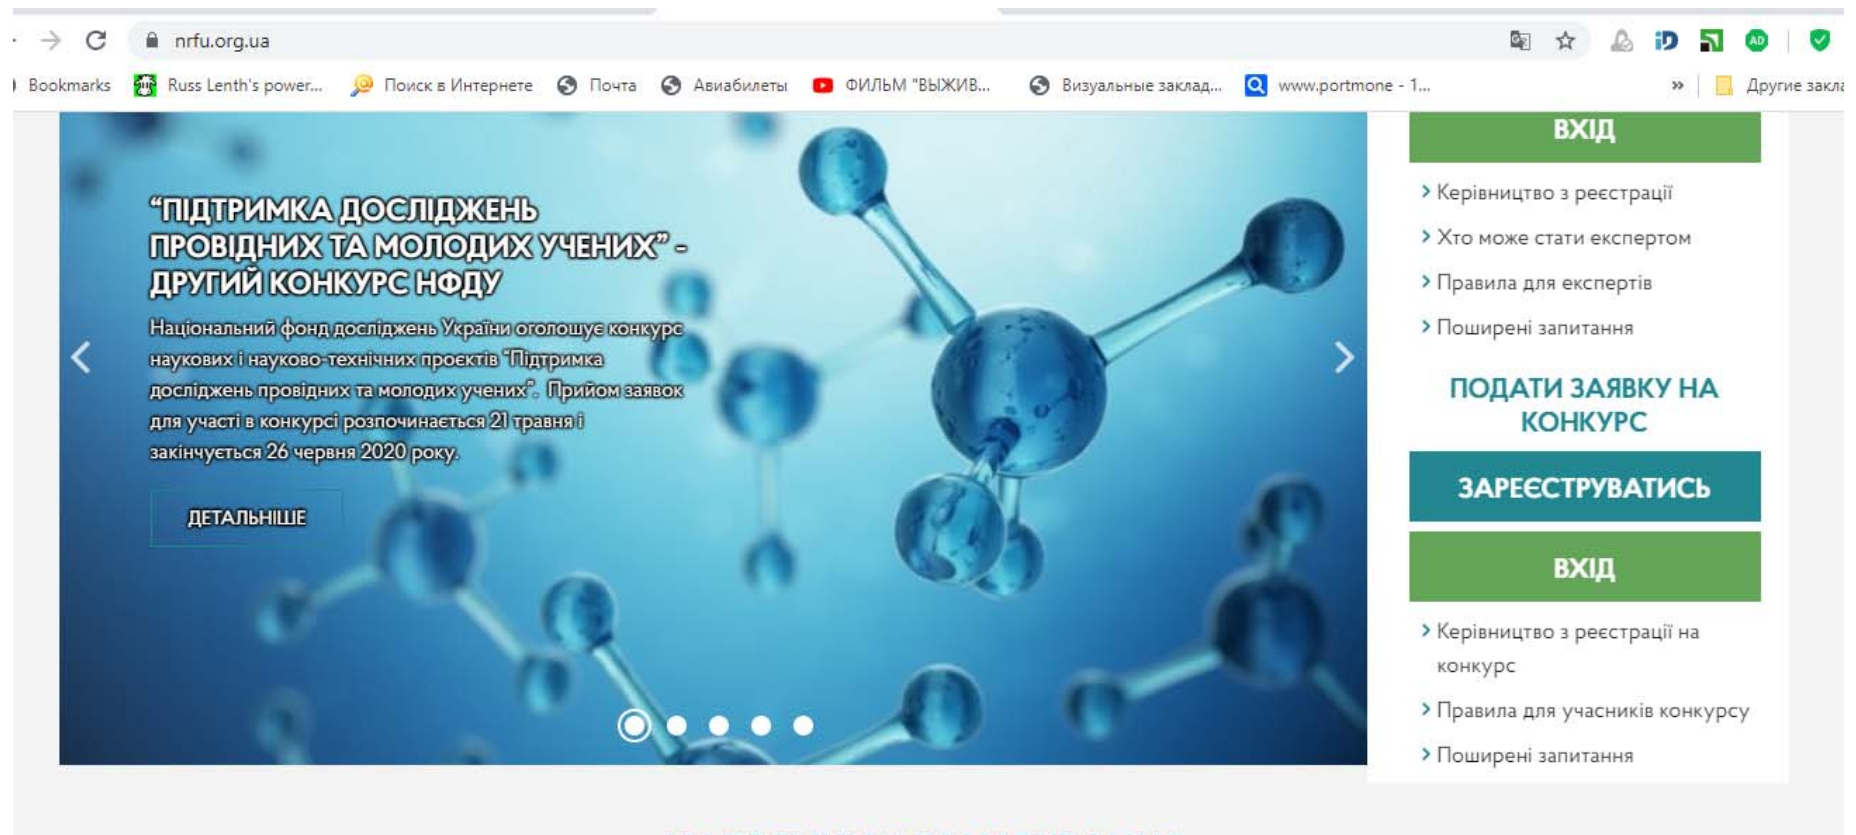 nrfu.org.ua
AD
Bookmarks
Russ Lenth's power...
Поиск в Интернете
Почта
Авиабилеты
ФИЛЬМ "ВЫЖИВ...
Визуальные заклад...
www.portmone - 1...
»
Другие закла
“ПІДТРИМКА ДОСЛІДЖЕНЬ
ПРОВІДНИХ ТА МОЛОДИХ УЧЕНИХ” -
ДРУГИЙ КОНКУРС НФДУ
Національний фонд досліджень України оголошує конкурс
наукових і науково-технічних проєктів “Підтримка
досліджень провідних та молодих учених”. Прийом заявок
для участі в конкурсі розпочинається 21 травня і
закінчується 26 червня 2020 року.
ДЕТАЛЬНІШЕ
ВХІД
Керівництво з реєстрації
Хто може стати експертом
Правила для експертів
Поширені запитання
ПОДАТИ ЗАЯВКУ НА
КОНКУРС
ЗАРЕЄСТРУВАТИСЬ
ВХІД
Керівництво з реєстрації на
конкурс
Правила для учасників конкурсу
Поширені запитання